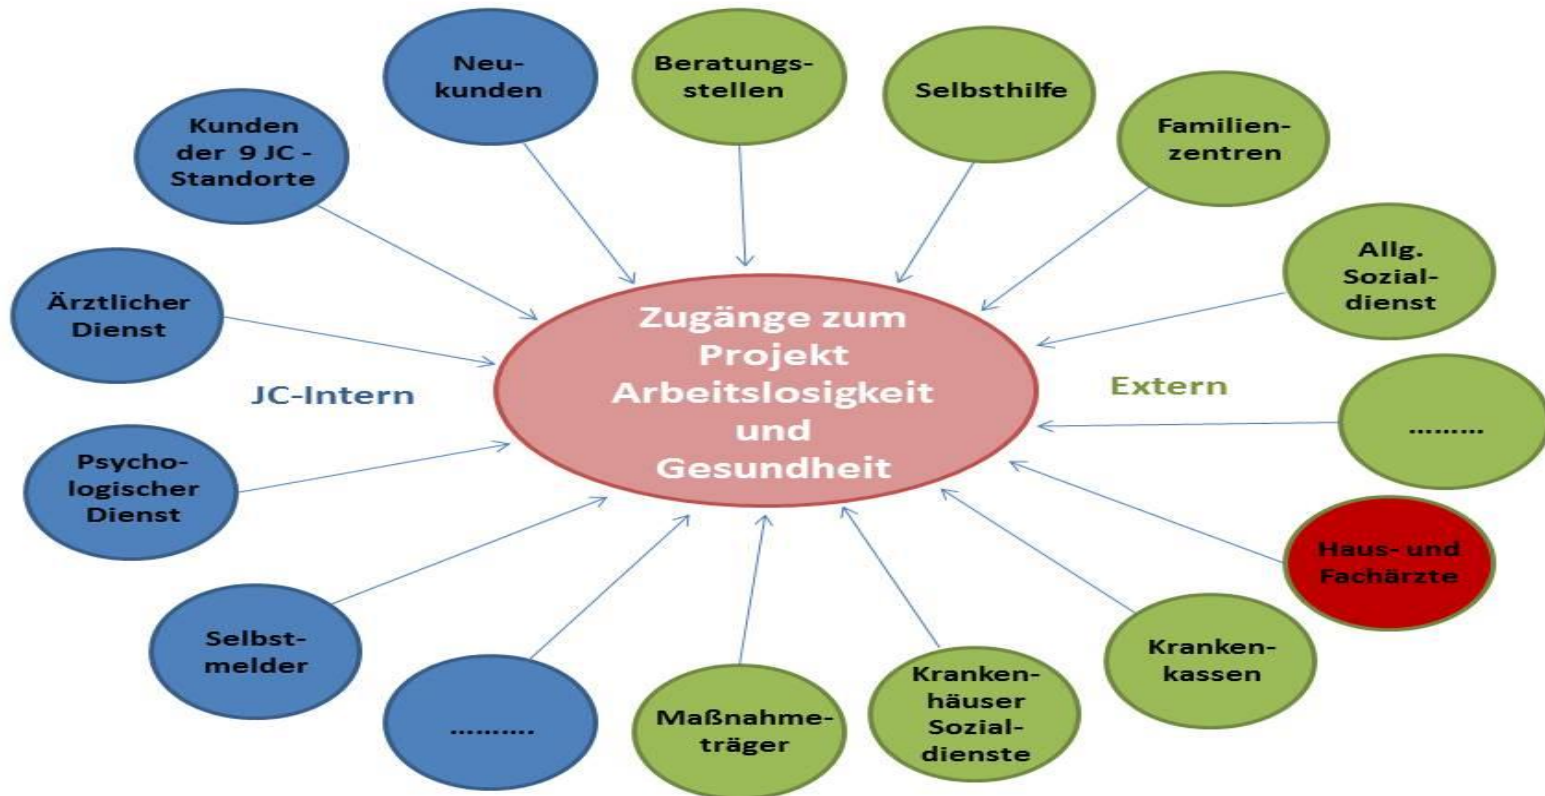 Neu-
kunden
Beratungs-
stellen
Selbsthilfe
Familien-
zentren
Kunden
der 9 JC -
Standorte
Allg.
Sozial-
dienst
Ärztlicher
Dienst
Zugänge zum
Projekt
Arbeitslosigkeit
und
Gesundheit
JC-Intern
Extern
.........
Psycho-
logischer
Dienst
Haus- und
Fachärzte
Selbst-
melder
..........
Maßnahme-
träger
Kranken-
häuser
Sozial-
dienste
Kranken-
kassen